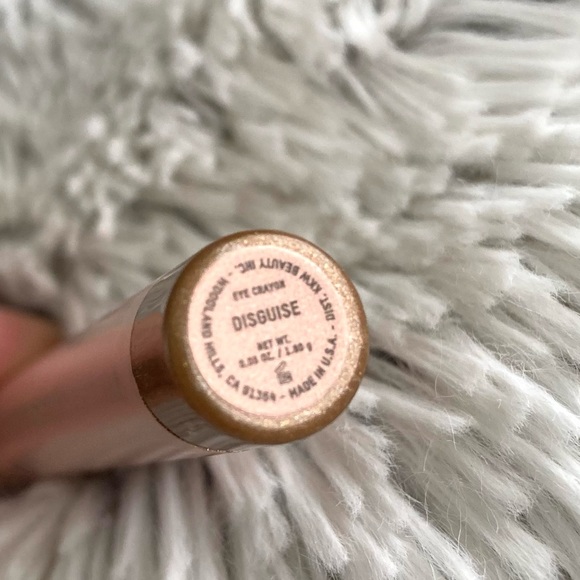 DIST. KKW BEAUTY INC. - WOODLAND HILLS, CA 91364 - MADE IN U.S.A. -
EYE CRAYON
DISGUISE
NET WT.
0.06 OZ. / 1.80 g